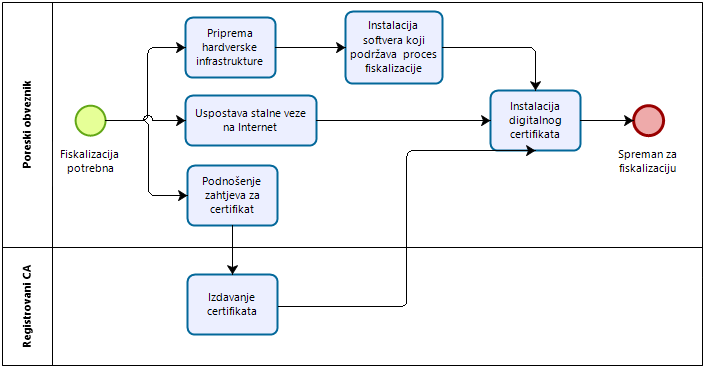 Poreski obveznik
Fiskalizacija
potrebna
Priprema
hardverske
infrastrukture
Instalacija
softvera koji
podržava proces
fiskalizacije
Uspostava stalne veze
na Internet
Instalacija
digitalnog
certifikata
Spreman za
fiskalizaciju
Podnošenje
zahtjeva za
certifikat
Registrovani CA
Izdavanje
certifikata